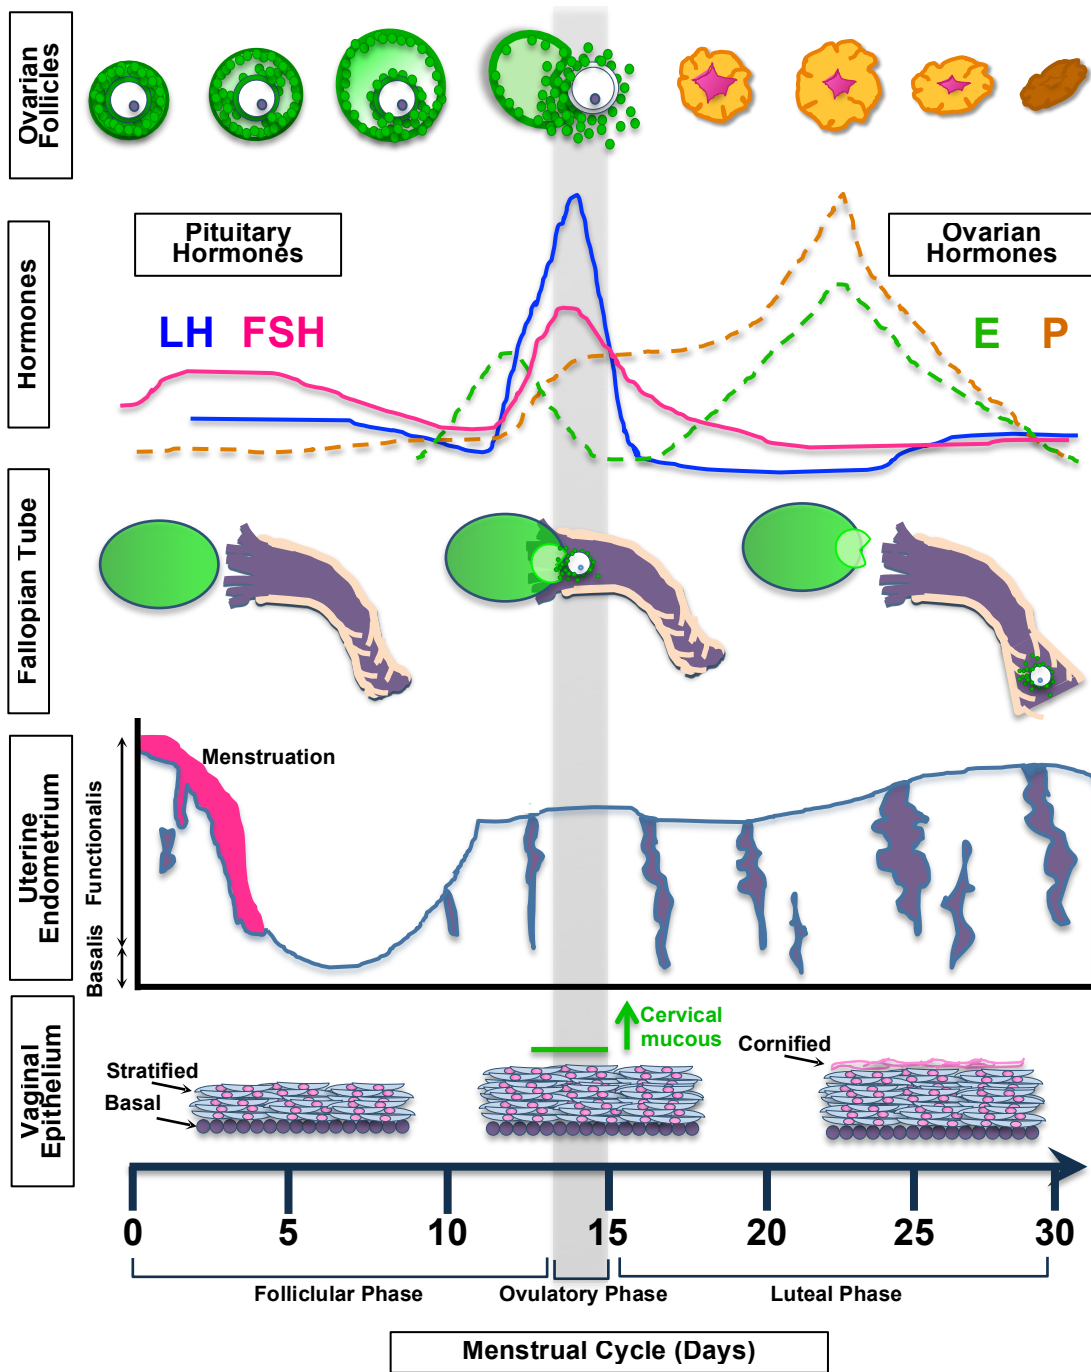 Ovarian
Follicles
Hormones
Pituitary
Hormones
LH FSH
Ovarian
Hormones
E P
Fallopian Tube
Uterine
Endometrium
Functionalis
Basalis
Menstruation
Vaginal
Epithelium
Cervical
mucous
Cornified
Stratified
Basal
0 5 10 15 20 25 30
Folliclular Phase Ovulatory Phase Luteal Phase
Menstrual Cycle (Days)